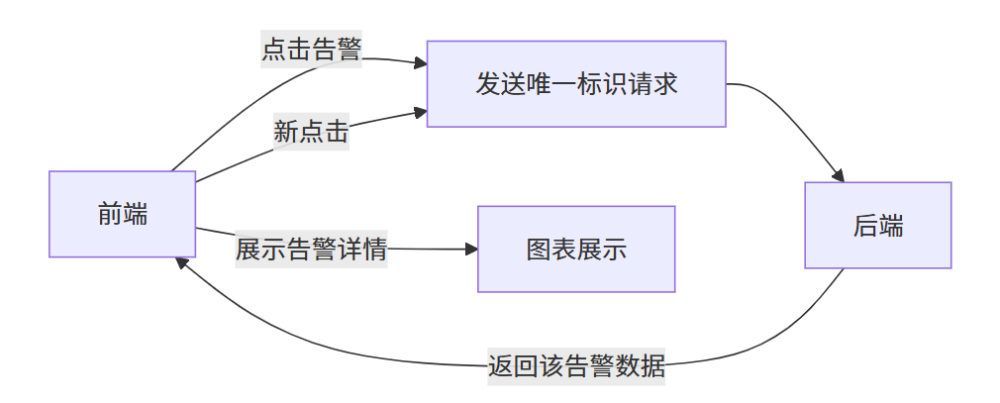 点击告警
发送唯一标识请求
新点击
前端
后端
展示告警详情
图表展示
返回该告警数据